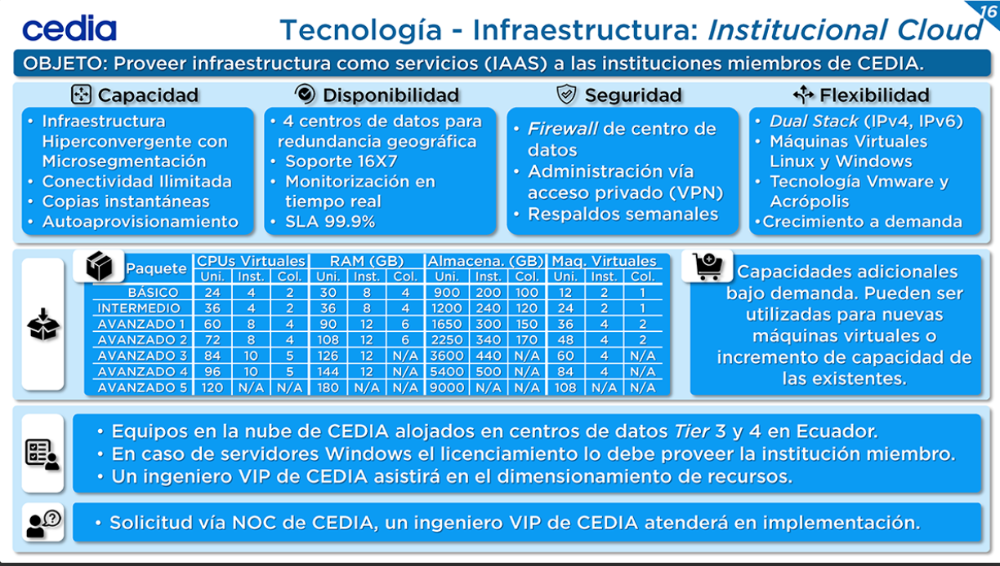 16
cedia
Tecnología - Infraestructura: Institucional Cloud
OBJETO: Proveer infraestructura como servicios (IAAS) a las instituciones miembros de CEDIA.
Capacidad
• Infraestructura
Hiperconvergente con
Microsegmentación
• Conectividad Ilimitada
• Copias instantáneas
• Autoaprovisionamiento
Disponibilidad
• 4 centros de datos para
redundancia geográfica
• Soporte 16X7
• Monitorización en
tiempo real
• SLA 99.9%
Seguridad
• Firewall de centro de
datos
• Administración vía
acceso privado (VPN)
• Respaldos semanales
Flexibilidad
• Dual Stack (IPv4, IPv6)
• Máquinas Virtuales
Linux y Windows
• Tecnología Vmware y
Acrópolis
• Crecimiento a demanda
Paquete CPUs Virtuales RAM (GB) Almacena. (GB) Maq. Virtuales
Uni. Inst. Col. Uni. Inst. Col. Uni. Inst. Col. Uni. Inst. Col.
BÁSICO 24 4 2 30 8 4 900 200 100 12 2 1
INTERMEDIO 36 4 2 36 8 4 1200 240 120 24 2 1
AVANZADO 1 60 8 4 90 12 6 1650 300 150 36 4 2
AVANZADO 2 72 8 4 108 12 6 2250 340 170 48 4 2
AVANZADO 3 84 10 5 126 12 N/A 3600 440 N/A 60 4 N/A
AVANZADO 4 96 10 5 144 12 N/A 5400 500 N/A 84 4 N/A
AVANZADO 5 120 N/A N/A 180 N/A N/A 9000 N/A N/A 108 N/A N/A
Capacidades adicionales
bajo demanda. Pueden ser
utilizadas para nuevas
máquinas virtuales o
incremento de capacidad de
las existentes.
• Equipos en la nube de CEDIA alojados en centros de datos Tier 3 y 4 en Ecuador.
• En caso de servidores Windows el licenciamiento lo debe proveer la institución miembro.
• Un ingeniero VIP de CEDIA asistirá en el dimensionamiento de recursos.
• Solicitud vía NOC de CEDIA, un ingeniero VIP de CEDIA atenderá en implementación.